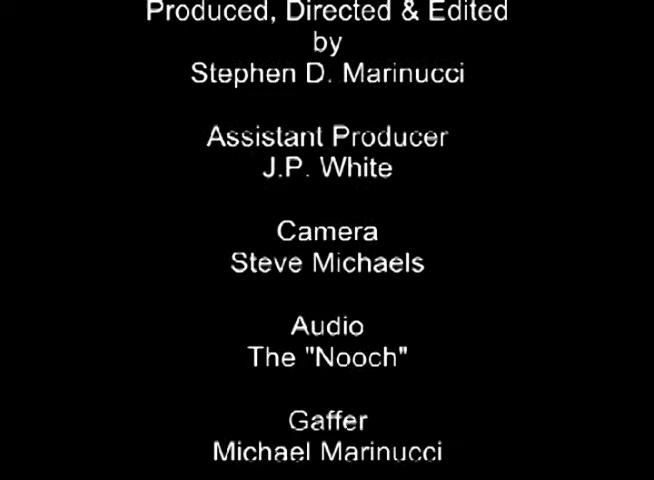 Produced, Directed & Edited
by
Stephen D. Marinucci
Assistant Producer
J.P. White
Camera
Steve Michaels
Audio
The "Nooch"
Gaffer
Michael Marinucci